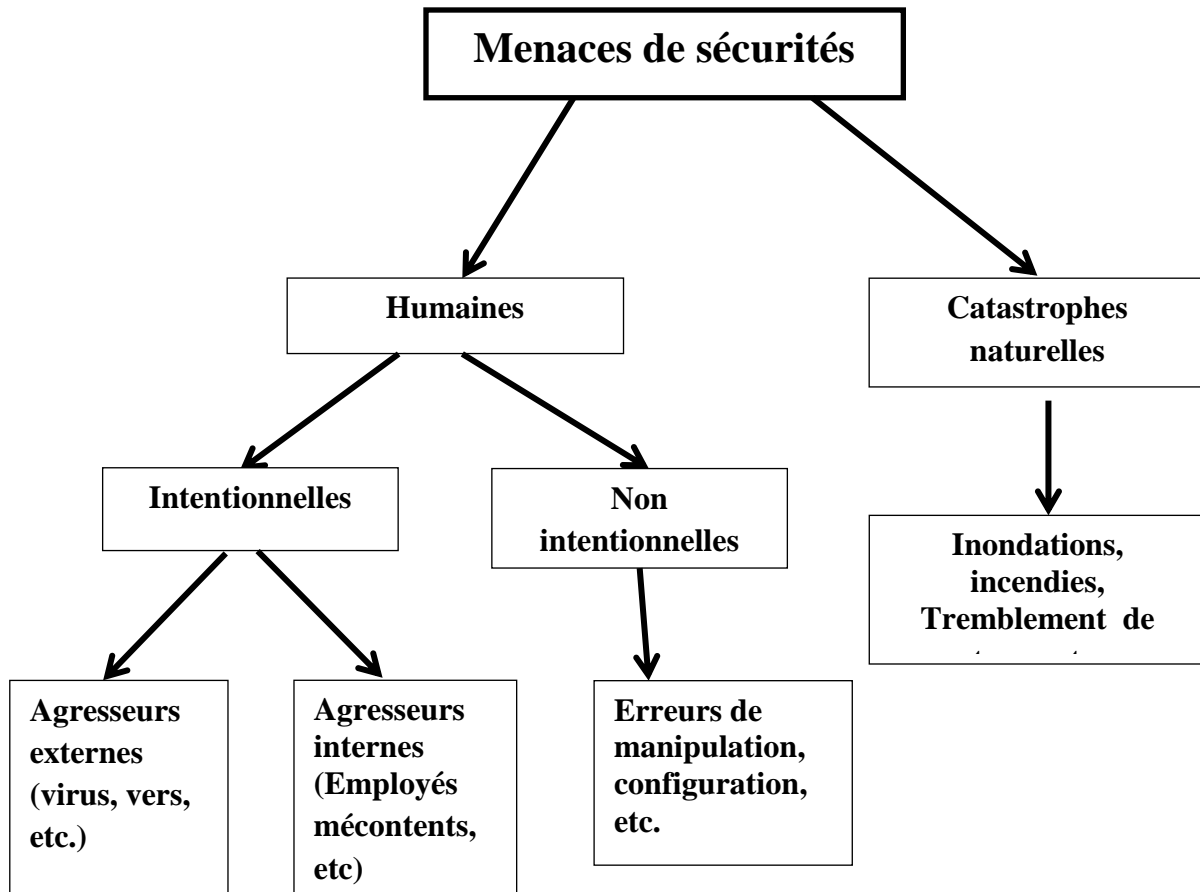 Menaces de sécurités
Humaines
Catastrophes
naturelles
Intentionnelles
Non
intentionnelles
Inondations,
incendies,
Tremblement de
Agresseurs
externes
(virus, vers,
etc.)
Agresseurs
internes
(Employés
mécontents,
etc)
Erreurs de
manipulation,
configuration,
etc.